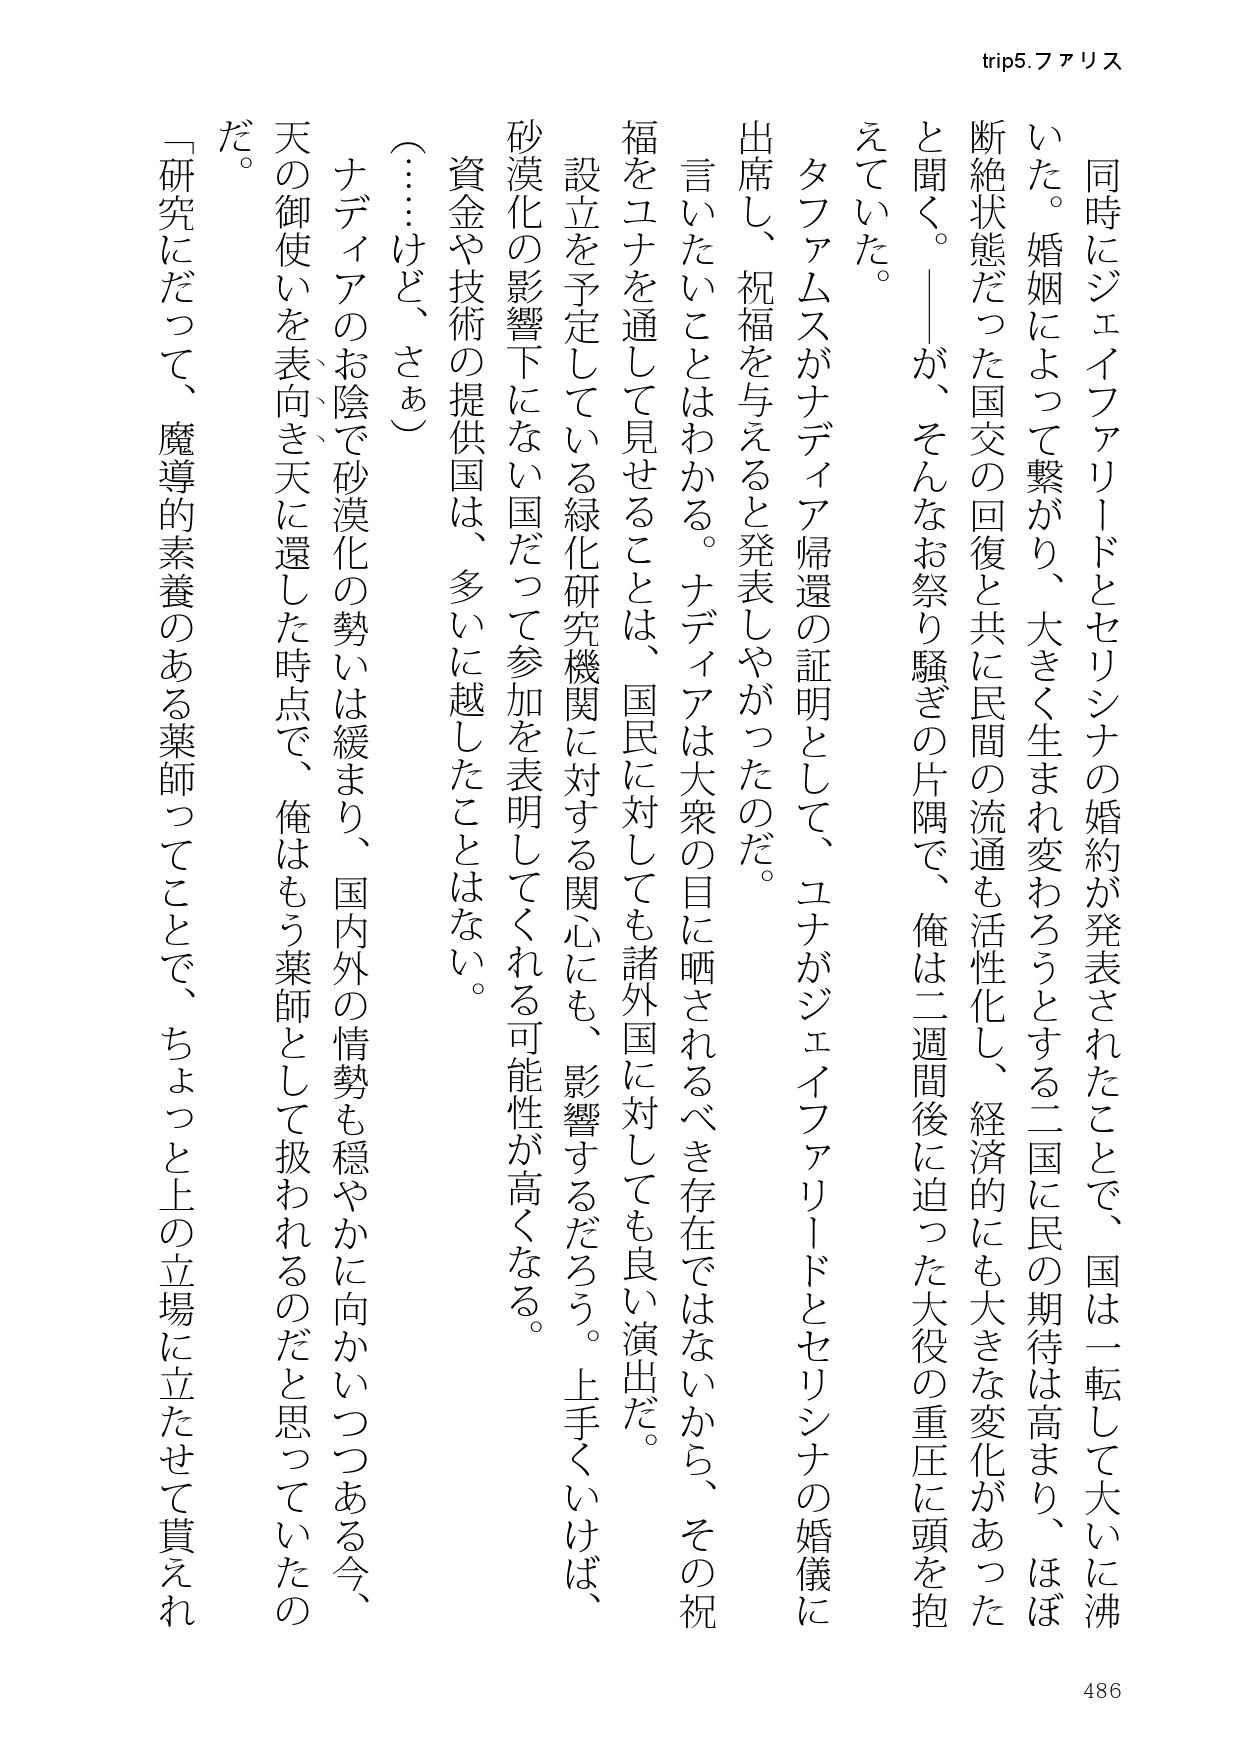 trip5.ファリス
同時にジェイファリードとセリシナの婚約が発表されたことで、国は一転して大いに沸
いた。婚姻によって繋がり、大きく生まれ変わろうとする二国に民の期待は高まり、ほぼ
断絶状態だった国交の回復と共に民間の流通も活性化し、経済的にも大きな変化があった
と聞く。――が、そんなお祭り騒ぎの片隅で、俺は二週間後に迫った大役の重圧に頭を抱
えていた。
タファムスがナディア帰還の証明として、ユナがジェイファリードとセリシナの婚儀に
出席し、祝福を与えると発表しやがったのだ。
言いたいことはわかる。ナディアは大衆の目に晒されるべき存在ではないから、その祝
福をユナを通して見せることは、国民に対しても諸外国に対しても良い演出だ。
設立を予定している緑化研究機関に対する関心にも、影響するだろう。上手くいけば、
砂漠化の影響下にない国だって参加を表明してくれる可能性が高くなる。
資金や技術の提供国は、多いに越したことはない。
(……けど、さぁ)
ナディアのお陰で砂漠化の勢いは緩まり、国内外の情勢も穏やかに向かいつつある今、
天の御使いを表向き天に還した時点で、俺はもう薬師として扱われるのだと思っていたの
だ。
「研究にだって、魔導的素養のある薬師ってことで、ちょっと上の立場に立たせて貰えれ
486